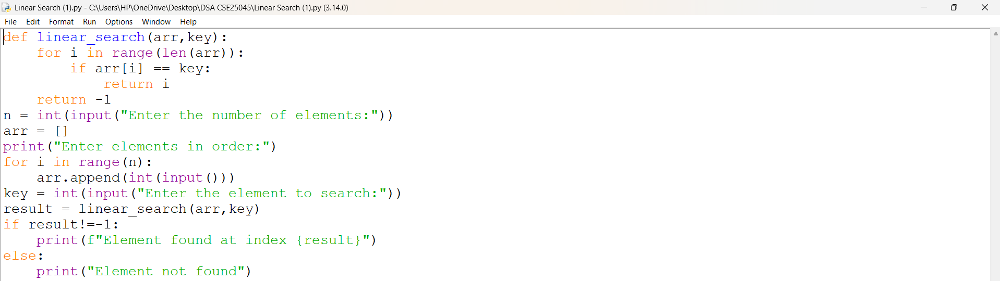 Linear Search (1).py - C:\Users\HP\OneDrive\Desktop\DSA CSE25045\Linear Search (1).py (3.14.0)
File Edit Format Run Options Window Help
def linear_search(arr,key):
    for i in range(len(arr)):
        if arr[i] == key:
            return i
    return -1
n = int(input("Enter the number of elements:"))
arr = []
print("Enter elements in order:")
for i in range(n):
    arr.append(int(input()))
key = int(input("Enter the element to search:"))
result = linear_search(arr,key)
if result!=-1:
    print(f"Element found at index {result}")
else:
    print("Element not found")